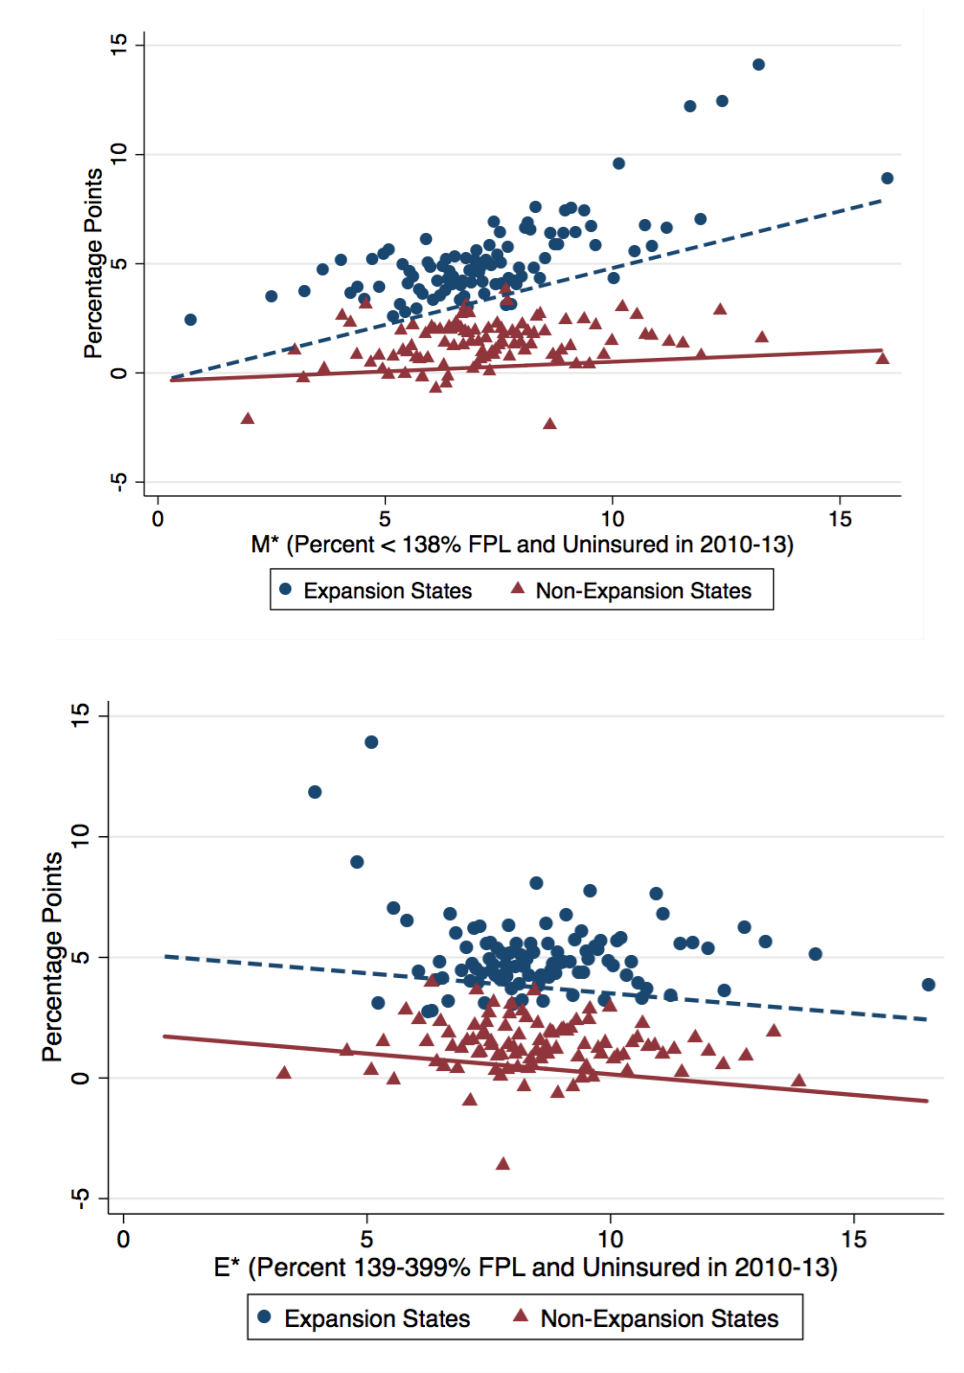 15
10
5
0
-5
Percentage Points
0 5 10 15
M* (Percent < 138% FPL and Uninsured in 2010-13)
Expansion States Non-Expansion States
15
10
5
0
-5
Percentage Points
0 5 10 15
E* (Percent 139-399% FPL and Uninsured in 2010-13)
Expansion States Non-Expansion States